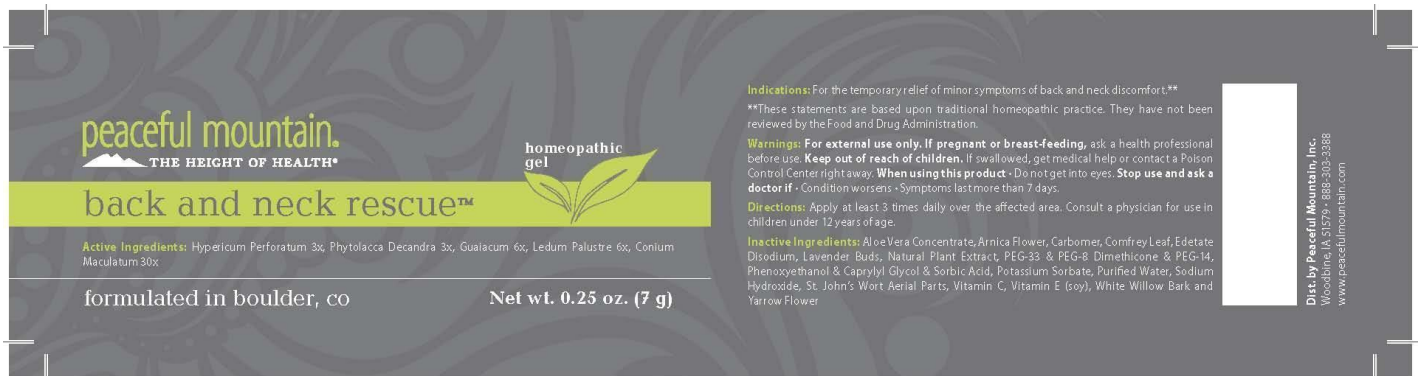 peaceful mountain®
THE HEIGHT OF HEALTH®
homeopathic
gel
back and neck rescue™
Active Ingredients: Hypericum Perforatum 3x, Phytolacca Decandra 3x, Guaiacum 6x, Ledum Palustre 6x, Conium
Maculatum 30x
formulated in boulder, co
Net wt. 0.25 oz. (7 g)
Indications: For the temporary relief of minor symptoms of back and neck discomfort.**
**These statements are based upon traditional homeopathic practice. They have not been
reviewed by the Food and Drug Administration.
Warnings: For external use only. If pregnant or breast-feeding, ask a health professional
before use. Keep out of reach of children. If swallowed, get medical help or contact a Poison
Control Center right away. When using this product • Do not get into eyes. Stop use and ask a
doctor if • Condition worsens • Symptoms last more than 7 days.
Directions: Apply at least 3 times daily over the affected area. Consult a physician for use in
children under 12 years of age.
Inactive Ingredients: Aloe Vera Concentrate, Arnica Flower, Carbomer, Comfrey Leaf, Edetate
Disodium, Lavender Buds, Natural Plant Extract, PEG-33 & PEG-8 Dimethicone & PEG-14,
Phenoxyethanol & Caprylyl Glycol & Sorbic Acid, Potassium Sorbate, Purified Water, Sodium
Hydroxide, St. John's Wort Aerial Parts, Vitamin C, Vitamin E (soy), White Willow Bark and
Yarrow Flower
Dist. by Peaceful Mountain, Inc.
Woodbine, IA 51579 • 888-303-3388
www.peacefulmountain.com